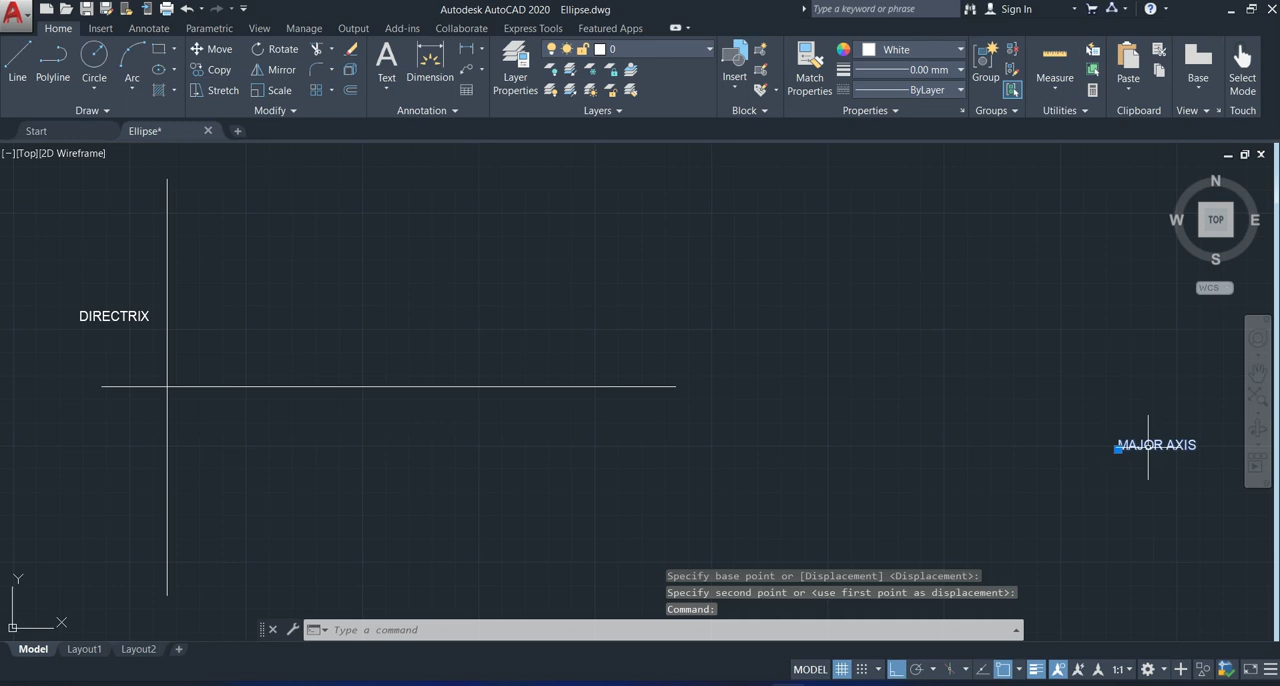 Autodesk AutoCAD 2020 Ellipse.dwg
Type a keyword or phrase
Sign In
Home Insert Annotate Parametric View Manage Output Add-ins Collaborate Express Tools Featured Apps
Line Polyline Circle Arc
Move Rotate
Copy Mirror
Stretch Scale
Text Dimension
Layer
Properties
0
Insert
Match
Properties
White
0.00 mm
ByLayer
Group
Measure
Paste
Base
Select
Mode
Draw Modify Annotation Layers Block Properties Groups Utilities Clipboard View Touch
Start Ellipse*
[−][Top][2D Wireframe]
N
W TOP E
S
WCS
DIRECTRIX
MAJOR AXIS
Specify base point or [Displacement] <Displacement>:
Specify second point or <use first point as displacement>:
Command:
Y
X
Type a command
Model Layout1 Layout2
MODEL 1:1